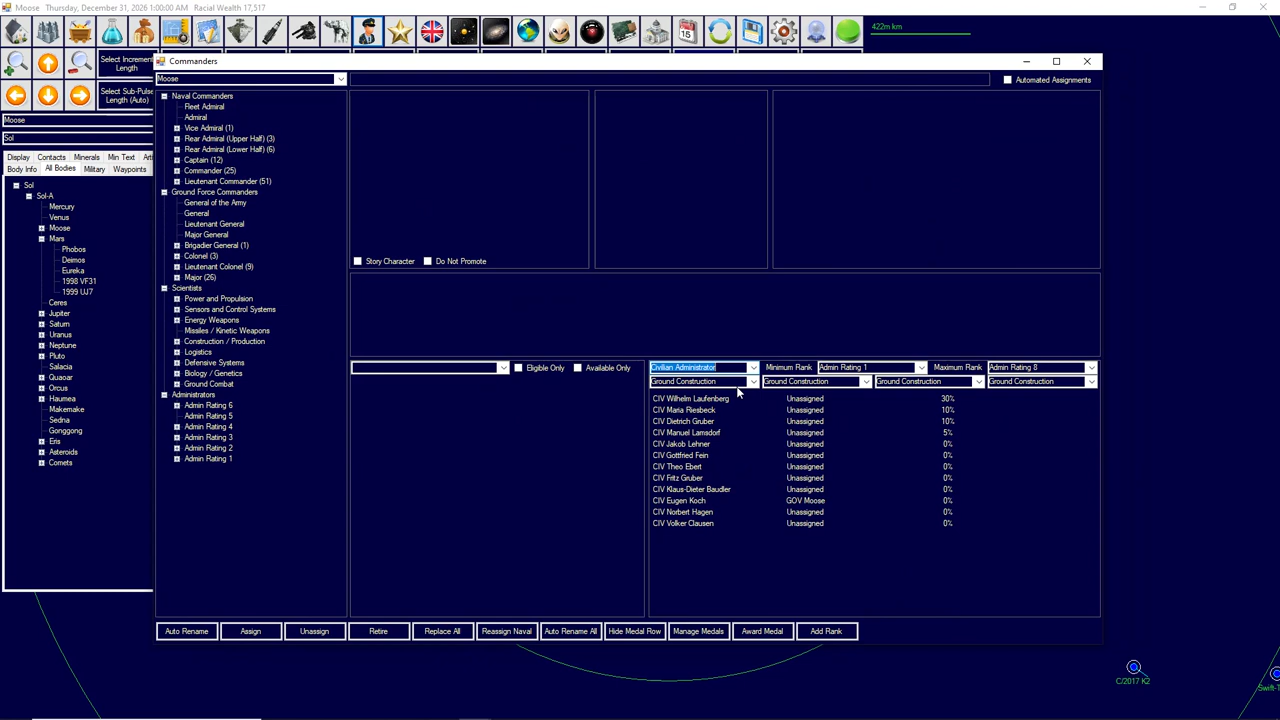 Moose Thursday, December 31, 2026 1:00:00 AM Racial Wealth 17,517
15
422m km
Select Increment Length
Select Sub-Pulse Length (Auto)
Moose
Sol
Display Contacts Minerals Min Text
Body Info All Bodies Military Waypoints
Sol
Sol-A
Mercury
Venus
Moose
Mars
Phobos
Deimos
Eureka
1998 VF31
1999 UJ7
Ceres
Jupiter
Saturn
Uranus
Neptune
Pluto
Salacia
Quaoar
Orcus
Haumea
Makemake
Sedna
Gonggong
Eris
Asteroids
Comets
Commanders
Moose
Automated Assignments
Naval Commanders
Fleet Admiral
Admiral
Vice Admiral (1)
Rear Admiral (Upper Half) (3)
Rear Admiral (Lower Half) (6)
Captain (12)
Commander (25)
Lieutenant Commander (51)
Ground Force Commanders
General of the Army
General
Lieutenant General
Major General
Brigadier General (1)
Colonel (3)
Lieutenant Colonel (9)
Major (26)
Scientists
Power and Propulsion
Sensors and Control Systems
Energy Weapons
Missiles / Kinetic Weapons
Construction / Production
Logistics
Defensive Systems
Biology / Genetics
Ground Combat
Administrators
Admin Rating 6
Admin Rating 5
Admin Rating 4
Admin Rating 3
Admin Rating 2
Admin Rating 1
Story Character Do Not Promote
Eligible Only Available Only
Civilian Administrator Minimum Rank Admin Rating 1 Maximum Rank Admin Rating 8
Ground Construction Ground Construction Ground Construction Ground Construction
CIV Wilhelm Laufenberg Unassigned 30%
CIV Maria Riesbeck Unassigned 10%
CIV Dietrich Gruber Unassigned 10%
CIV Manuel Lamsdorf Unassigned 5%
CIV Jakob Lehner Unassigned 0%
CIV Gottfried Fein Unassigned 0%
CIV Theo Ebert Unassigned 0%
CIV Fritz Gruber Unassigned 0%
CIV Klaus-Dieter Baudler Unassigned 0%
CIV Eugen Koch GOV Moose 0%
CIV Norbert Hagen Unassigned 0%
CIV Volker Clausen Unassigned 0%
Auto Rename Assign Unassign Retire Replace All Reassign Naval Auto Rename All Hide Medal Row Manage Medals Award Medal Add Rank
C/2017 K2